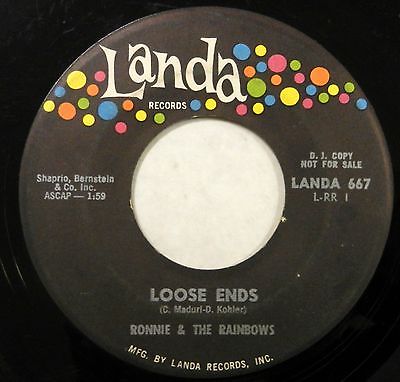 Landa
RECORDS
D.J. COPY
NOT FOR SALE
Shaprio, Bernstein
& Co. Inc.
ASCAP — 1:59
LANDA 667
L-RR 1
LOOSE ENDS
(C. Maduri-D. Kohler)
RONNIE & THE RAINBOWS
MFG. BY LANDA RECORDS, INC.